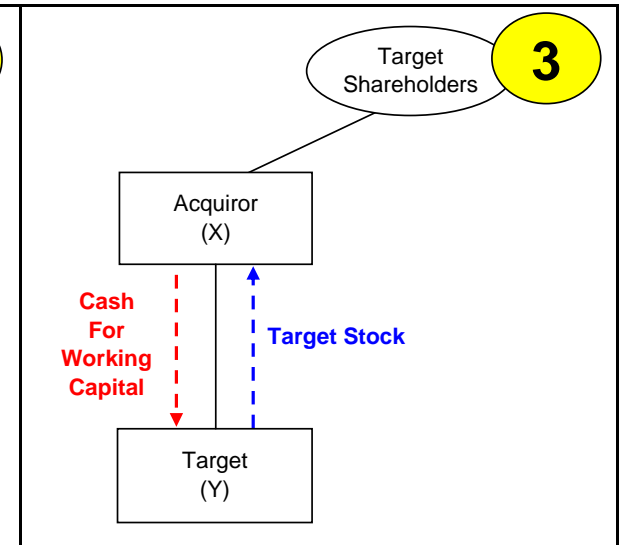 Target
Shareholders
3
Acquiror
(X)
Cash
For
Working
Capital
Target Stock
Target
(Y)